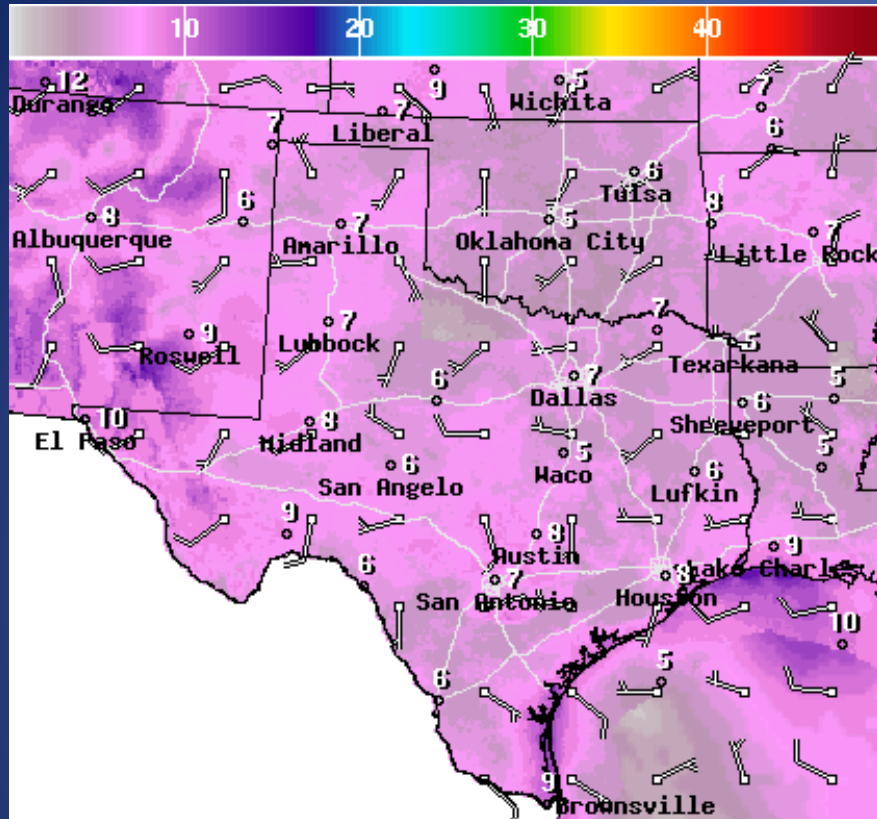 10 20 30 40
12 9 5
Durango Wichita 7
Liberal 7
7 6
6
Tulsa
8 6 7 5 8 7
Albuquerque Amarillo Oklahoma City Little Rock
9 7 7
Roswell Lubbock 5
Texarkana
7
Dallas
6 6 5
10 8 Shreveport
El Paso Midland
6 5 6 5
San Angelo Waco Lufkin
9 8 9
Austin Lake Charles
6 7 8
San Antonio Houston
10
6 5
9
Brownsville